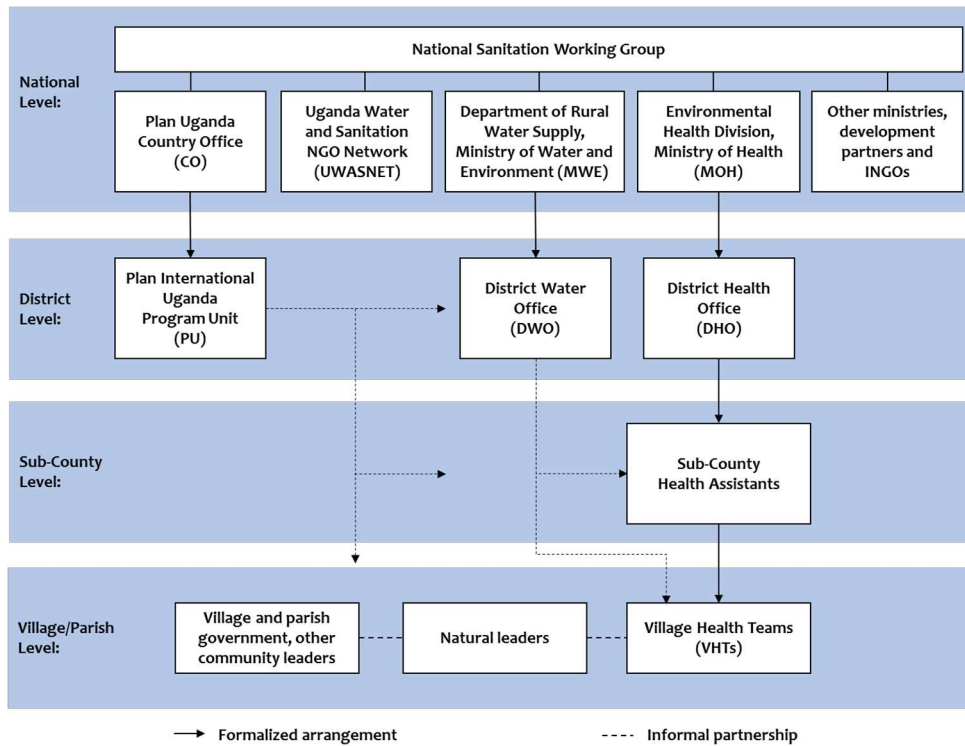 National Sanitation Working Group
National
Level:
Plan Uganda
Country Office
(CO)
Uganda Water
and Sanitation
NGO Network
(UWASNET)
Department of Rural
Water Supply,
Ministry of Water and
Environment (MWE)
Environmental
Health Division,
Ministry of Health
(MOH)
Other ministries,
development
partners and
INGOs
District
Level:
Plan International
Uganda
Program Unit
(PU)
District Water
Office
(DWO)
District Health
Office
(DHO)
Sub-County
Level:
Sub-County
Health Assistants
Village/Parish
Level:
Village and parish
government, other
community leaders
Natural leaders
Village Health Teams
(VHTs)
Formalized arrangement
Informal partnership